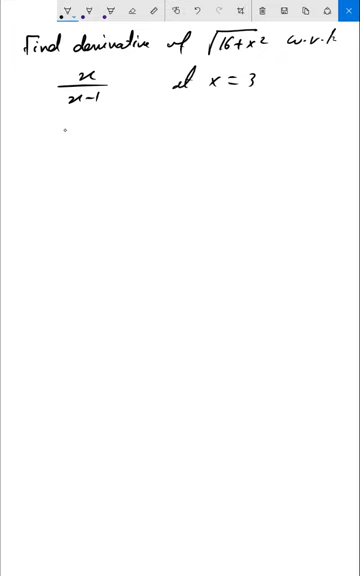 Find derivative of √16+x² w.r.t
x/x-1 at x = 3